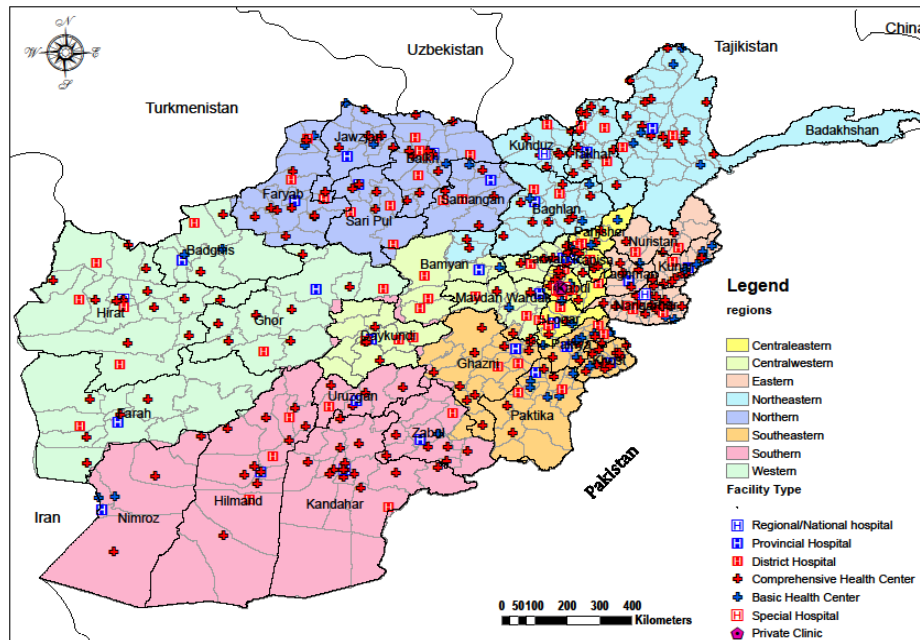 N
W
E
S
China
Uzbekistan
Tajikistan
Turkmenistan
Badakhshan
Jawzjan
Kunduz
Takhar
Balkh
Faryab
Samangan
Baghlan
Sari Pul
Panjsher
Nuristan
Badghis
Bamyan
Kapisa
Kunar
Laghman
Maydan Wardak
Kabul
Hirat
Ghor
Logar
Daykundi
Ghazni
Uruzgan
Farah
Paktika
Zabul
Pakistan
Hilmand
Kandahar
Iran
Nimroz
Legend
regions
Centraleastern
Centralwestern
Eastern
Northeastern
Northern
Southeastern
Southern
Western
Facility Type
Regional/National hospital
Provincial Hospital
District Hospital
Comprehensive Health Center
Basic Health Center
Special Hospital
Private Clinic
0 50 100 200 300 400
Kilometers